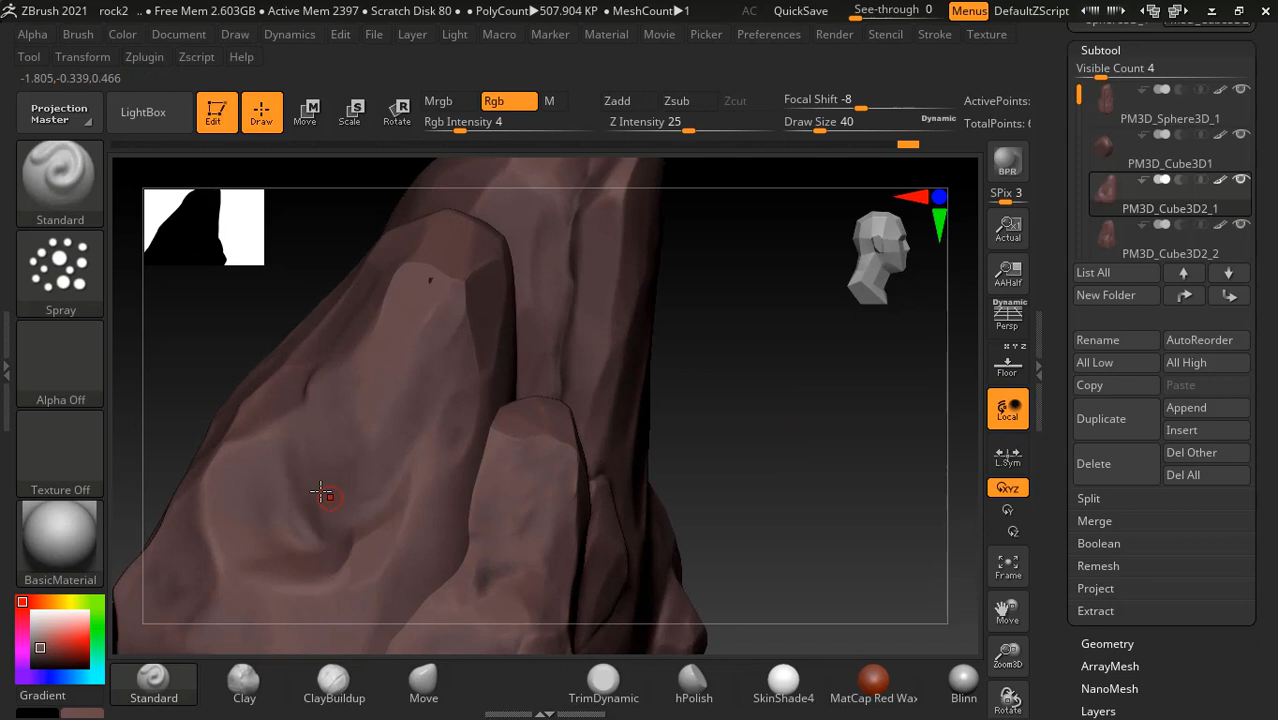 ZBrush 2021 rock2 • Free Mem 2.603GB • Active Mem 2397 • Scratch Disk 80 • PolyCount▶507.904 KP • MeshCount▶1 QuickSave See-through 0 Menus DefaultZScript
Alpha Brush Color Document Draw Dynamics Edit File Layer Light Macro Marker Material Movie Picker Preferences Render Stencil Stroke Texture
Tool Transform Zplugin Zscript Help
-1.805,-0.339,0.466
Projection Master
LightBox
Edit
Draw
Move
Scale
Rotate
Mrgb Rgb M
Rgb Intensity 4
Zadd Zsub Zcut
Z Intensity 25
Focal Shift -8
Draw Size 40
Dynamic
ActivePoints:
TotalPoints: 6
Standard
Spray
Alpha Off
Texture Off
BasicMaterial
Gradient
BPR
SPix 3
Actual
AAHalf
Dynamic
Persp
X Y Z
Floor
Local
L.Sym
XYZ
Y
Z
Frame
Move
Zoom3D
Rotate
Subtool
Visible Count 4
PM3D_Sphere3D_1
PM3D_Cube3D1
PM3D_Cube3D2_1
PM3D_Cube3D2_2
List All
New Folder
Rename AutoReorder
All Low All High
Copy Paste
Duplicate Append
Insert
Delete Del Other
Del All
Split
Merge
Boolean
Remesh
Project
Extract
Geometry
ArrayMesh
NanoMesh
Layers
Standard Clay ClayBuildup Move TrimDynamic hPolish SkinShade4 MatCap Red Wax Blinn